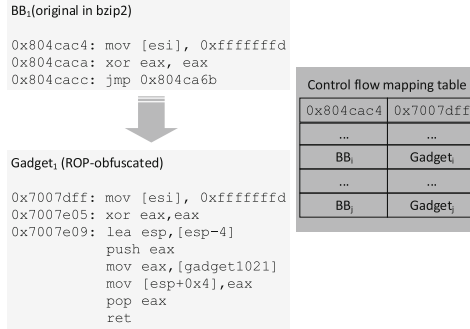 BB1(original in bzip2)
0x804cac4: mov [esi], 0xfffffffd
0x804caca: xor eax, eax
0x804cacc: jmp 0x804ca6b
Gadget1 (ROP-obfuscated)
0x7007dff: mov [esi], 0xfffffffd
0x7007e05: xor eax,eax
0x7007e09: lea esp,[esp-4]
push eax
mov eax,[gadget1021]
mov [esp+0x4],eax
pop eax
ret
Control flow mapping table
0x804cac4 0x7007dff
... ...
BBi Gadgeti
... ...
BBj Gadgetj